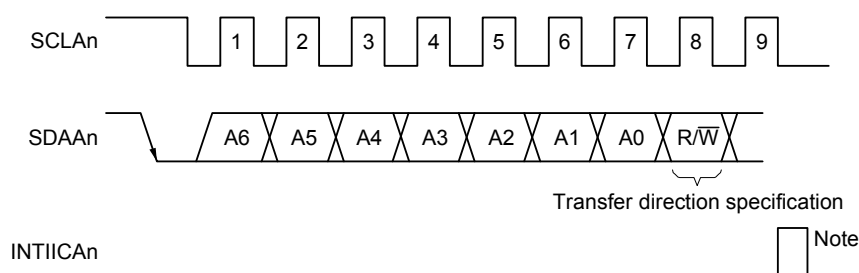 SCLAn 1 2 3 4 5 6 7 8 9
SDAAn A6 A5 A4 A3 A2 A1 A0 R/W̅
Transfer direction specification
INTIICAn Note